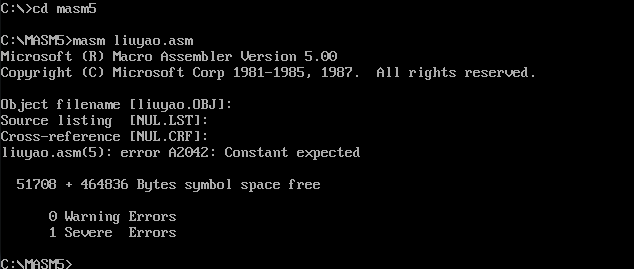 C:\>cd masm5
C:\MASM5>masm liuyao.asm
Microsoft (R) Macro Assembler Version 5.00
Copyright (C) Microsoft Corp 1981-1985, 1987.  All rights reserved.
Object filename [liuyao.OBJ]:
Source listing  [NUL.LST]:
Cross-reference [NUL.CRF]:
liuyao.asm(5): error A2042: Constant expected
51708 + 464836 Bytes symbol space free
0 Warning Errors
1 Severe  Errors
C:\MASM5>